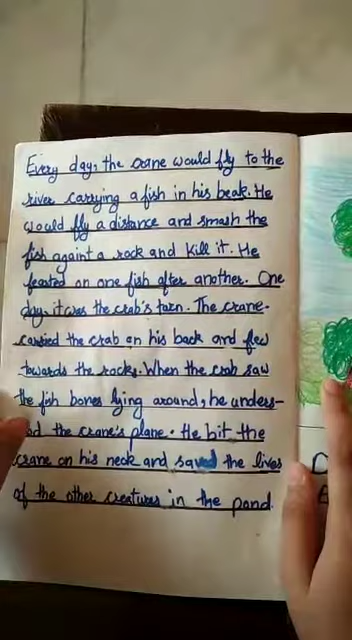 Every day, the crane would fly to the
river carrying a fish in his beak. He
would fly a distance and smash the
fish againt a rock and kill it. He
feasted on one fish after another. One
day it was the crab's turn. The crane
carried the crab on his back and flew
towards the rocks. When the crab saw
the fish bones lying around, he unders-
ad the crane's plane. He bit the
crane on his neck and saved the lives
of the other creatures in the pond.